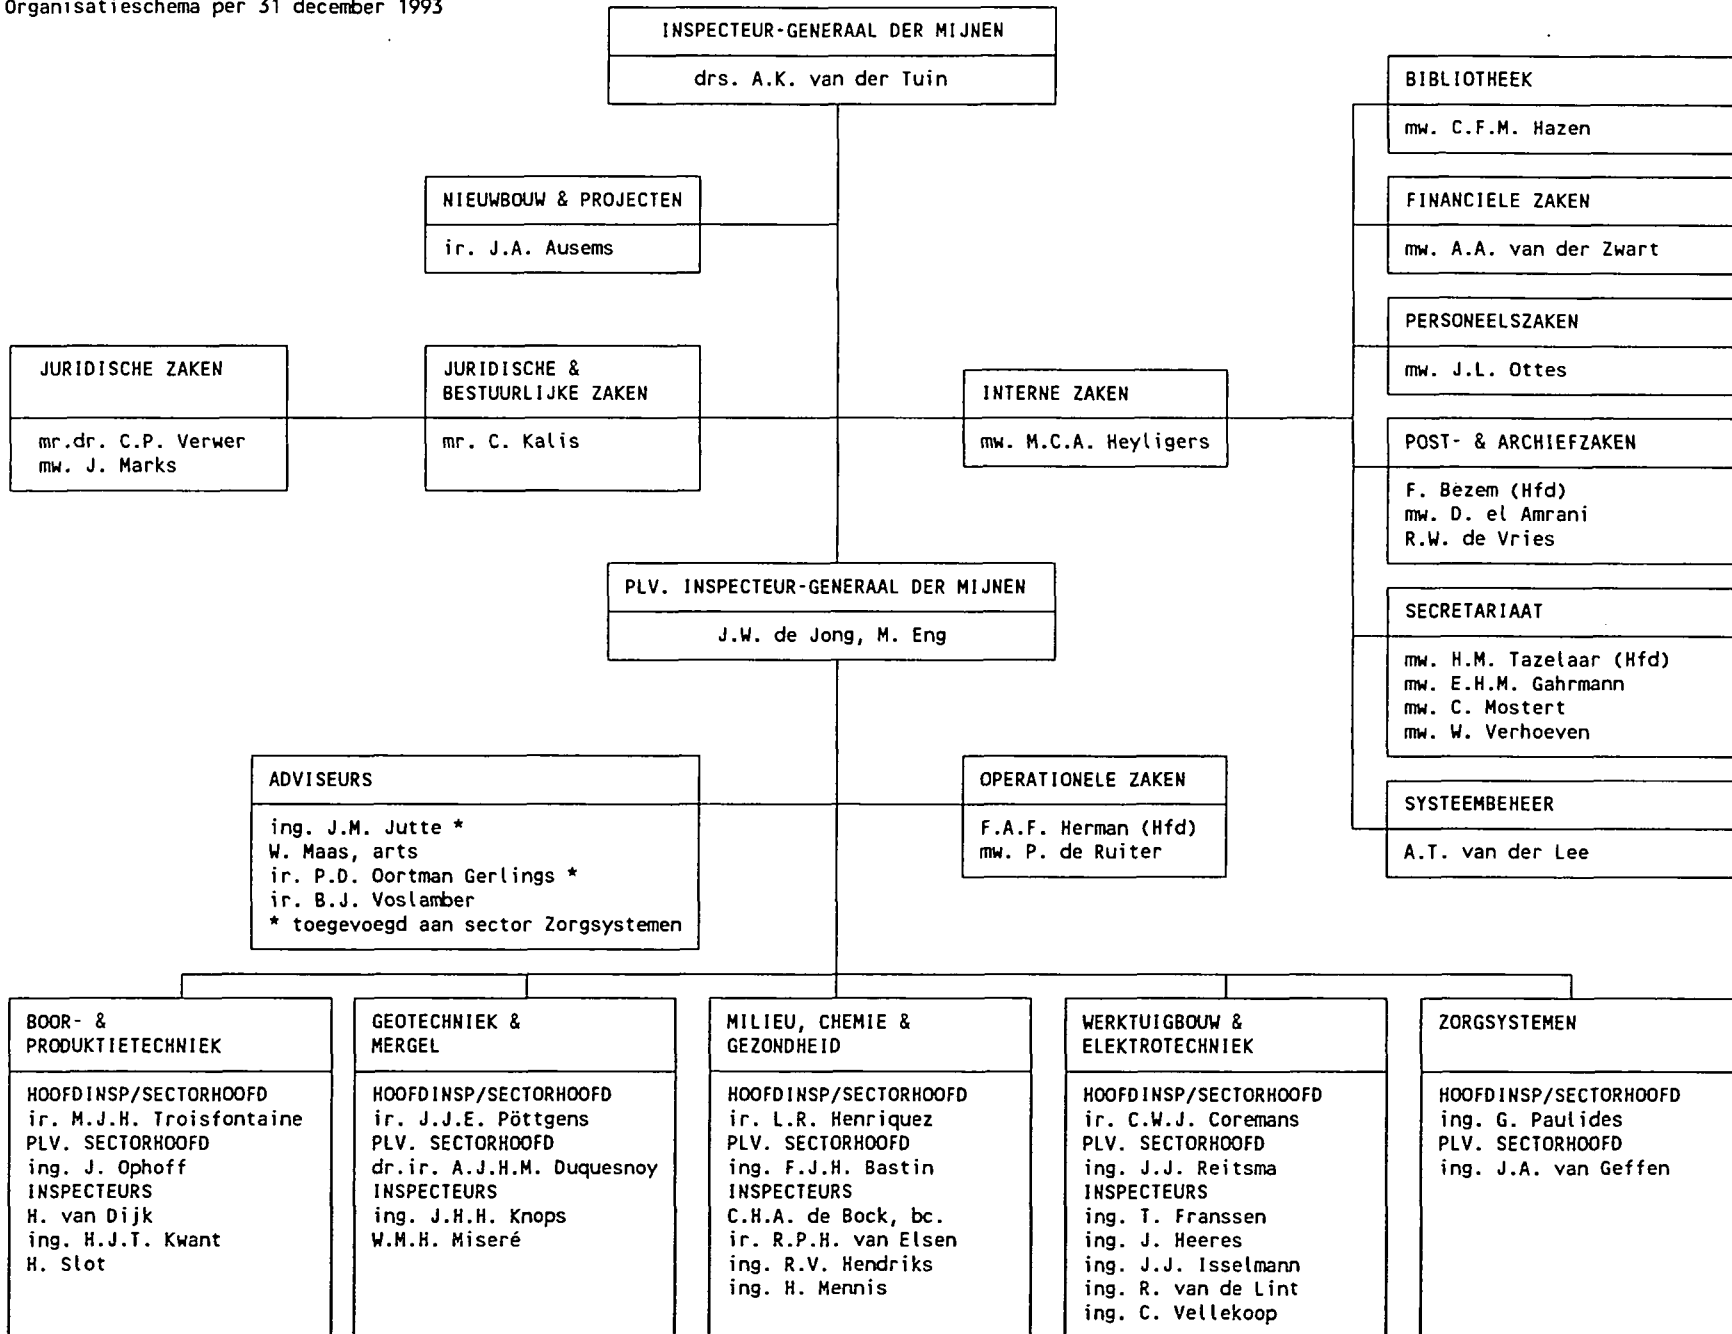 Organisatieschema per 31 december 1993
INSPECTEUR-GENERAAL DER MIJNEN
drs. A.K. van der Tuin
BIBLIOTHEEK
mw. C.F.M. Hazen
NIEUWBOUW & PROJECTEN
ir. J.A. Ausems
FINANCIELE ZAKEN
mw. A.A. van der Zwart
PERSONEELSZAKEN
mw. J.L. Ottes
JURIDISCHE ZAKEN
mr.dr. C.P. Verwer
mw. J. Marks
JURIDISCHE &
BESTUURLIJKE ZAKEN
mr. C. Kalis
INTERNE ZAKEN
mw. M.C.A. Heyligers
POST- & ARCHIEFZAKEN
F. Bezem (Hfd)
mw. D. el Amrani
R.W. de Vries
PLV. INSPECTEUR-GENERAAL DER MIJNEN
J.W. de Jong, M. Eng
SECRETARIAAT
mw. H.M. Tazelaar (Hfd)
mw. E.H.M. Gahrmann
mw. C. Mostert
mw. W. Verhoeven
ADVISEURS
ing. J.M. Jutte *
W. Maas, arts
ir. P.D. Oortman Gerlings *
ir. B.J. Voslamber
* toegevoegd aan sector Zorgsystemen
OPERATIONELE ZAKEN
F.A.F. Herman (Hfd)
mw. P. de Ruiter
SYSTEEMBEHEER
A.T. van der Lee
BOOR- &
PRODUKTIETECHNIEK
HOOFDINSP/SECTORHOOFD
ir. M.J.H. Troisfontaine
PLV. SECTORHOOFD
ing. J. Ophoff
INSPECTEURS
H. van Dijk
ing. H.J.T. Kwant
H. Slot
GEOTECHNIEK &
MERGEL
HOOFDINSP/SECTORHOOFD
ir. J.J.E. Pöttgens
PLV. SECTORHOOFD
dr.ir. A.J.H.M. Duquesnoy
INSPECTEURS
ing. J.H.H. Knops
W.M.H. Miseré
MILIEU, CHEMIE &
GEZONDHEID
HOOFDINSP/SECTORHOOFD
ir. L.R. Henriquez
PLV. SECTORHOOFD
ing. F.J.H. Bastin
INSPECTEURS
C.H.A. de Bock, bc.
ir. R.P.H. van Elsen
ing. R.V. Hendriks
ing. H. Mennis
WERKTUIGBOUW &
ELEKTROTECHNIEK
HOOFDINSP/SECTORHOOFD
ir. C.W.J. Coremans
PLV. SECTORHOOFD
ing. J.J. Reitsma
INSPECTEURS
ing. T. Franssen
ing. J. Heeres
ing. J.J. Isselmann
ing. R. van de Lint
ing. C. Vellekoop
ZORGSYSTEMEN
HOOFDINSP/SECTORHOOFD
ing. G. Paulides
PLV. SECTORHOOFD
ing. J.A. van Geffen